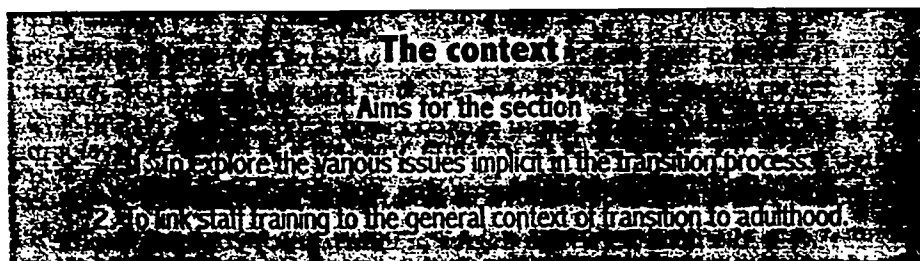 The context
Aims for the section
1. To explore the various issues implicit in the transition process.
2. To link staff training to the general context of transition to adulthood.